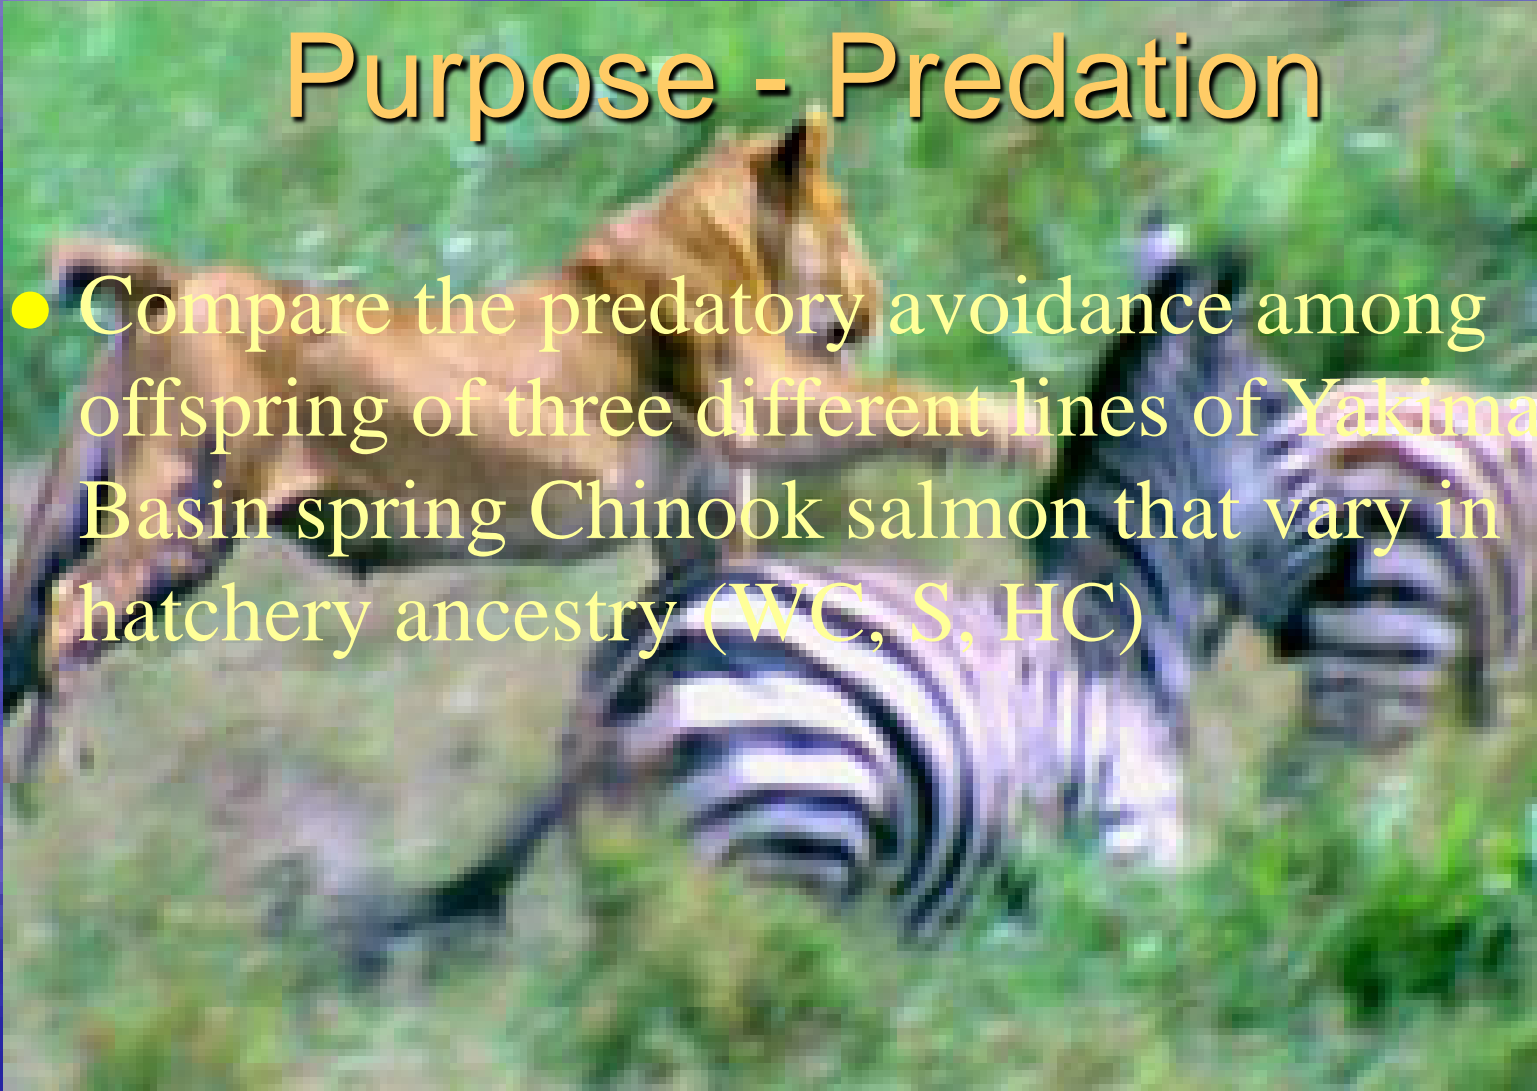 Purpose - Predation
● Compare the predatory avoidance among
offspring of three different lines of Yakima
Basin spring Chinook salmon that vary in
hatchery ancestry (WC, S, HC)